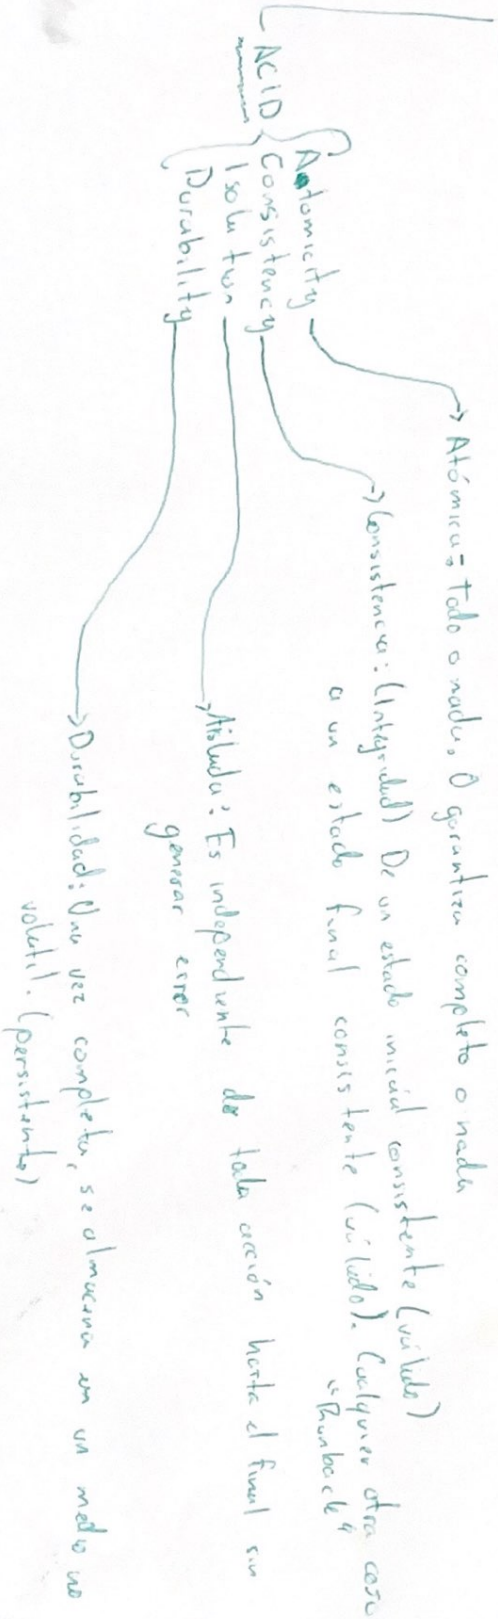 - ACID
Atomicity
Consistency
Isolation
Durability
→ Atómica: todo o nada. O garantiza completo o nada
→ Consistencia: (Integridad) De un estado inicial consistente (válido)
a un estado final consistente (válido). Cualquier otra cosa
→ Aislada: Es independiente de toda acción hasta el final sin
generar error
→ Durabilidad: Una vez completa, se almacena en un medio no
volátil. (persistente)